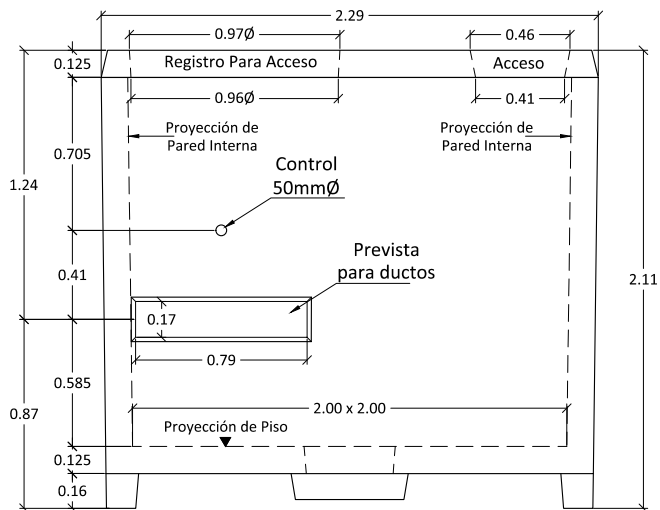 2.29
0.97Ø
0.46
0.125
Registro Para Acceso
Acceso
0.96Ø
0.41
Proyección de
Pared Interna
Proyección de
Pared Interna
0.705
Control
50mmØ
1.24
Prevista
para ductos
0.41
2.11
0.17
0.79
0.585
2.00 x 2.00
0.87
Proyección de Piso
0.125
0.16